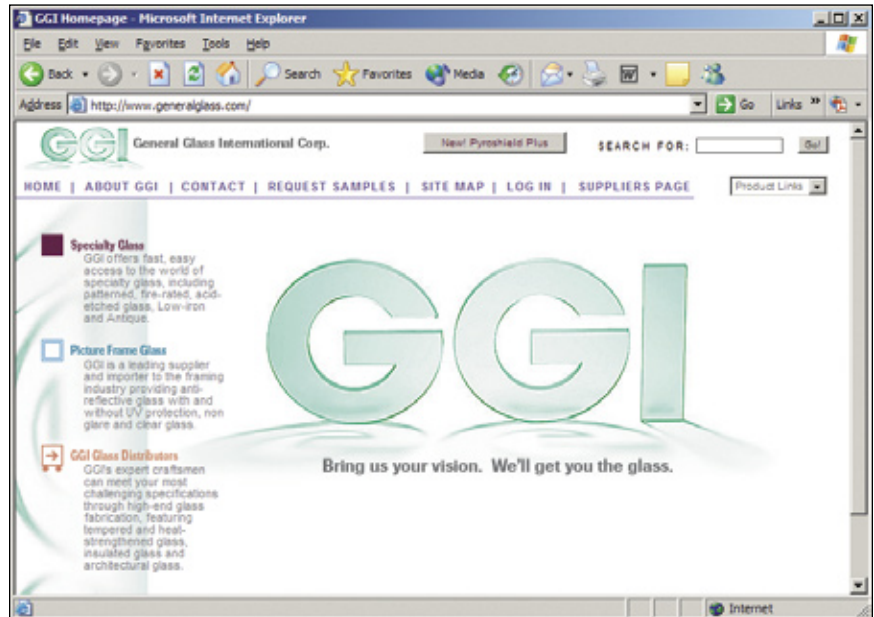 GGI Homepage - Microsoft Internet Explorer
File Edit View Favorites Tools Help
Back Search Favorites Media
Address http://www.generalglass.com/ Go Links
GGI General Glass International Corp. New! Pyroshield Plus SEARCH FOR: Go!
HOME | ABOUT GGI | CONTACT | REQUEST SAMPLES | SITE MAP | LOG IN | SUPPLIERS PAGE Product Links
Specialty Glass
GGI offers fast, easy
access to the world of
specialty glass, including
patterned, fire-rated, acid-
etched glass, Low-iron
and Antique.
Picture Frame Glass
GGI is a leading supplier
and importer to the framing
industry providing anti-
reflective glass with and
without UV protection, non
glare and clear glass.
GGI Glass Distributors
GGI's expert craftsmen
can meet your most
challenging specifications
through high-end glass
fabrication, featuring
tempered and heat-
strengthened glass,
insulated glass and
architectural glass.
GGI
Bring us your vision. We'll get you the glass.
Internet